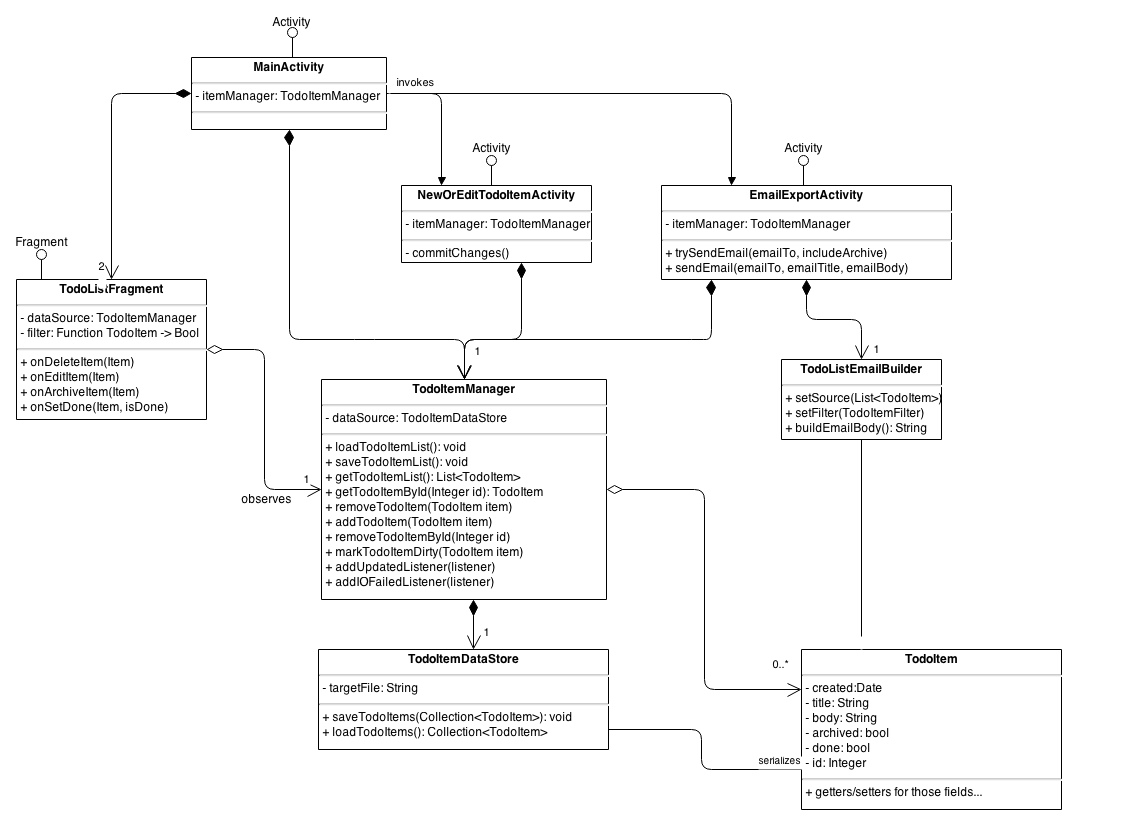 Activity
MainActivity
- itemManager: TodoItemManager
invokes
Activity
NewOrEditTodoItemActivity
- itemManager: TodoItemManager
- commitChanges()
Activity
EmailExportActivity
- itemManager: TodoItemManager
+ trySendEmail(emailTo, includeArchive)
+ sendEmail(emailTo, emailTitle, emailBody)
Fragment
2
TodoListFragment
- dataSource: TodoItemManager
- filter: Function TodoItem -> Bool
+ onDeleteItem(Item)
+ onEditItem(Item)
+ onArchiveItem(Item)
+ onSetDone(Item, isDone)
1
observes
1
TodoItemManager
- dataSource: TodoItemDataStore
+ loadTodoItemList(): void
+ saveTodoItemList(): void
+ getTodoItemList(): List<TodoItem>
+ getTodoItemById(Integer id): TodoItem
+ removeTodoItem(TodoItem item)
+ addTodoItem(TodoItem item)
+ removeTodoItemById(Integer id)
+ markTodoItemDirty(TodoItem item)
+ addUpdatedListener(listener)
+ addIOFailedListener(listener)
1
TodoListEmailBuilder
+ setSource(List<TodoItem>)
+ setFilter(TodoItemFilter)
+ buildEmailBody(): String
1
TodoItemDataStore
- targetFile: String
+ saveTodoItems(Collection<TodoItem>): void
+ loadTodoItems(): Collection<TodoItem>
0..*
serializes
TodoItem
- created:Date
- title: String
- body: String
- archived: bool
- done: bool
- id: Integer
+ getters/setters for those fields...